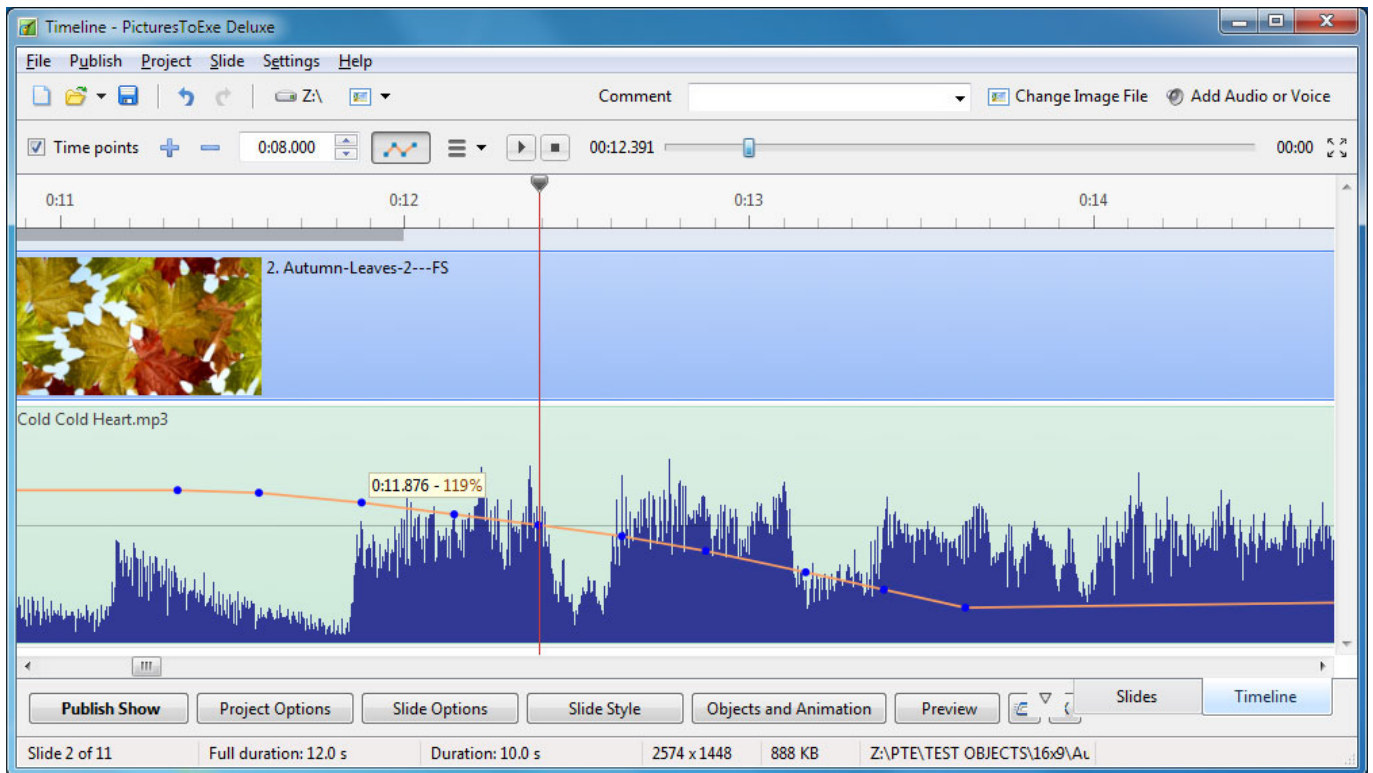 Timeline - PicturesToExe Deluxe
File Publish Project Slide Settings Help
Z:\ Comment Change Image File Add Audio or Voice
Time points 0:08.000 00:12.391 00:00
0:11 0:12 0:13 0:14
2. Autumn-Leaves-2---FS
Cold Cold Heart.mp3
0:11.876 - 119%
Publish Show Project Options Slide Options Slide Style Objects and Animation Preview Slides Timeline
Slide 2 of 11 Full duration: 12.0 s Duration: 10.0 s 2574 x 1448 888 KB Z:\PTE\TEST OBJECTS\16x9\Au